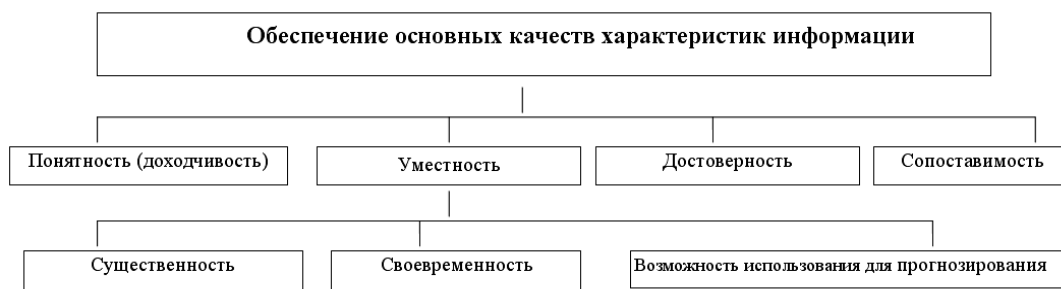 Обеспечение основных качеств характеристик информации
Понятность (доходчивость)
Уместность
Достоверность
Сопоставимость
Существенность
Своевременность
Возможность использования для прогнозирования